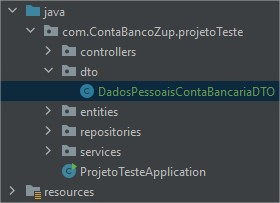 java
com.ContaBancoZup.projetoTeste
controllers
dto
DadosPessoaisContaBancariaDTO
entities
repositories
services
ProjetoTesteApplication
resources